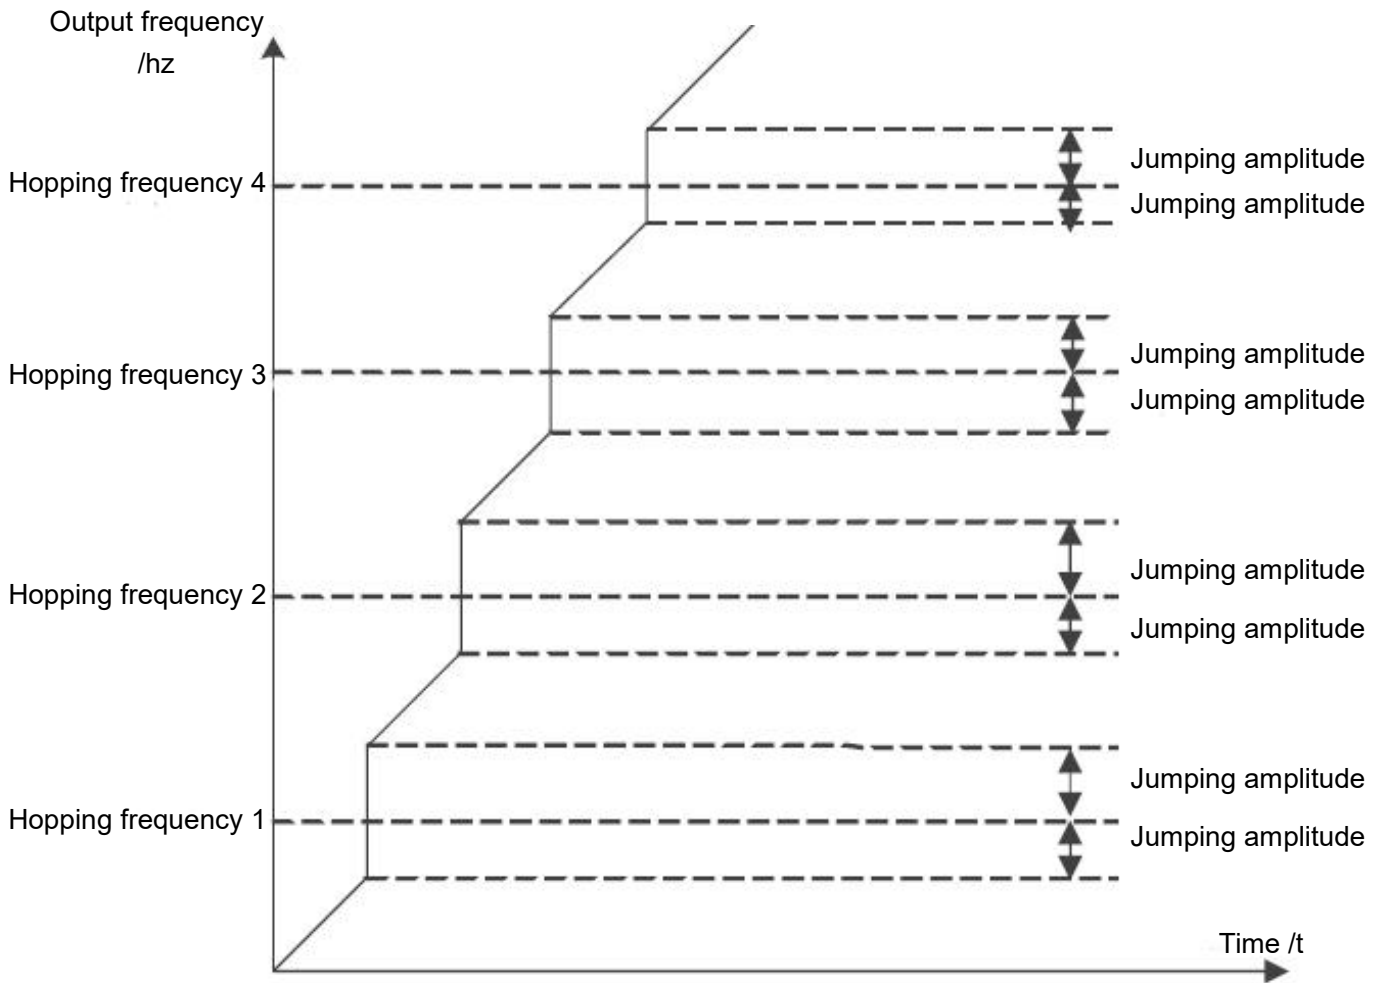 Output frequency
/hz
Jumping amplitude
Hopping frequency 4
Jumping amplitude
Jumping amplitude
Hopping frequency 3
Jumping amplitude
Jumping amplitude
Hopping frequency 2
Jumping amplitude
Jumping amplitude
Hopping frequency 1
Jumping amplitude
Time /t